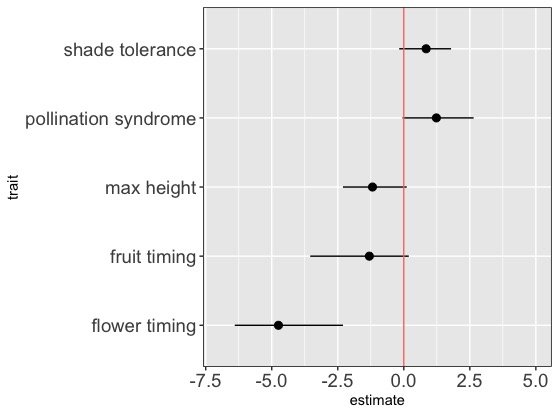 shade tolerance
pollination syndrome
max height
fruit timing
flower timing
trait
-7.5 -5.0 -2.5 0.0 2.5 5.0
estimate